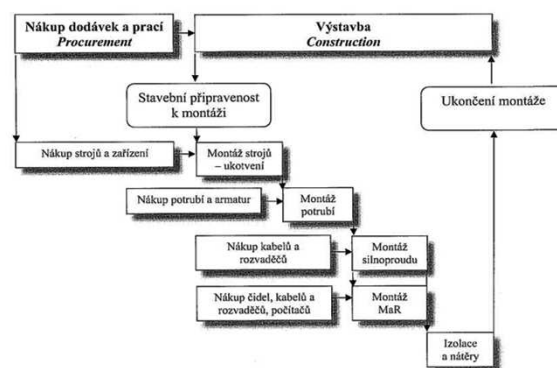 Nákup dodávek a prací
Procurement
Výstavba
Construction
Stavební připravenost
k montáži
Ukončení montáže
Nákup strojů a zařízení
Montáž strojů
– ukotvení
Nákup potrubí a armatur
Montáž
potrubí
Nákup kabelů a
rozvaděčů
Montáž
silnoproudu
Nákup čidel, kabelů a
rozvaděčů, počítačů
Montáž
MaR
Izolace
a nátěry